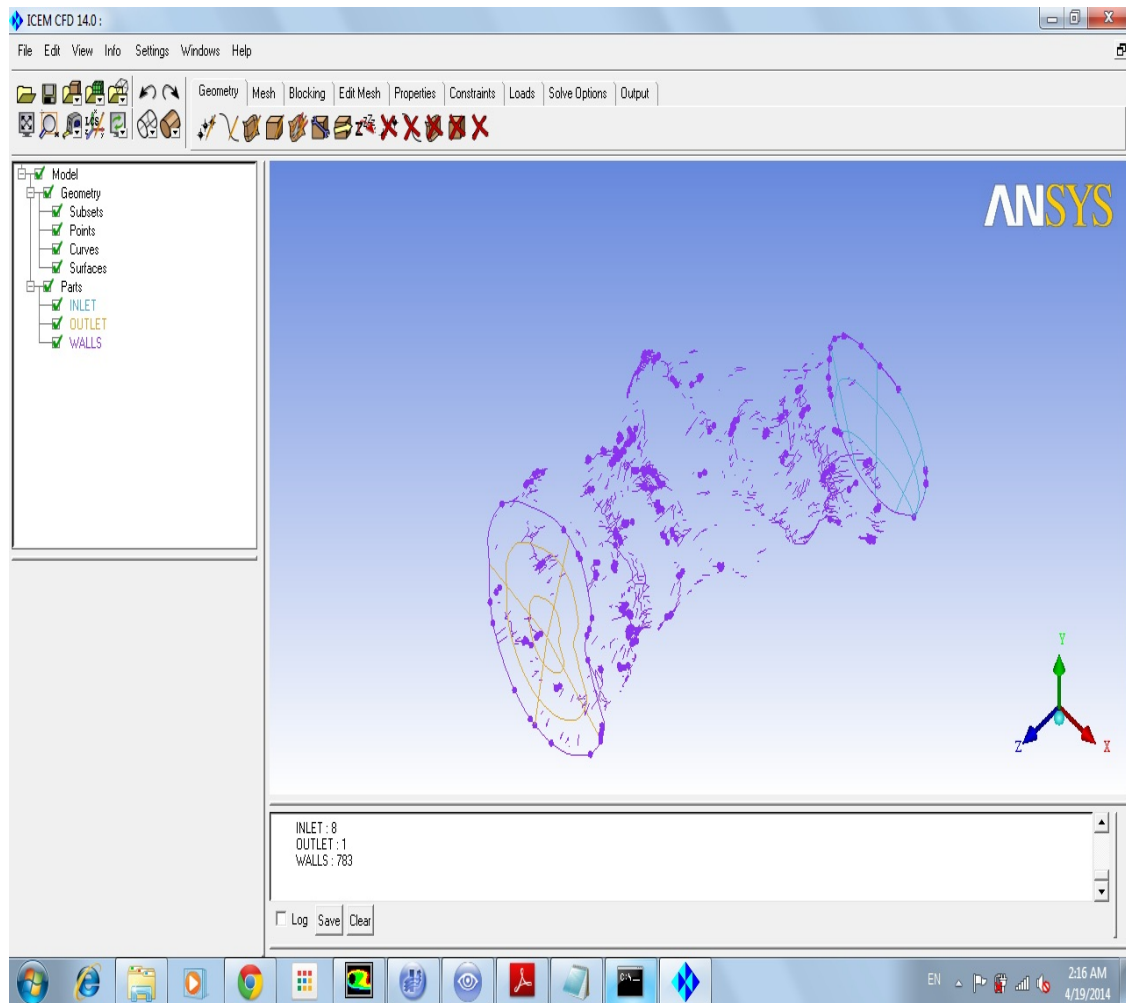 ICEM CFD 14.0 :
File Edit View Info Settings Windows Help
Geometry Mesh Blocking Edit Mesh Properties Constraints Loads Solve Options Output
Model
Geometry
Subsets
Points
Curves
Surfaces
Parts
INLET
OUTLET
WALLS
ANSYS
Y
Z
X
INLET : 8
OUTLET : 1
WALLS : 783
Log Save Clear
EN
2:16 AM
4/19/2014